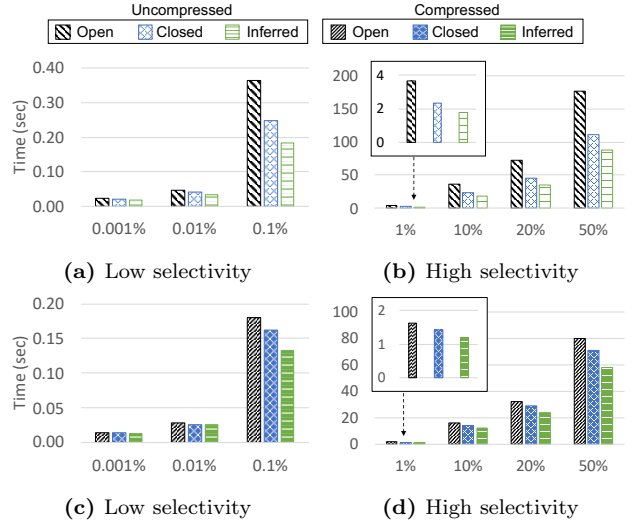 Uncompressed
Open Closed Inferred
Compressed
Open Closed Inferred
Time (sec)
0.40
0.30
0.20
0.10
0.00
0.001% 0.01% 0.1%
(a) Low selectivity
200
150
100
50
0
4
2
0
1% 10% 20% 50%
(b) High selectivity
Time (sec)
0.20
0.15
0.10
0.05
0.00
0.001% 0.01% 0.1%
(c) Low selectivity
100
80
60
40
20
0
2
1
0
1% 10% 20% 50%
(d) High selectivity